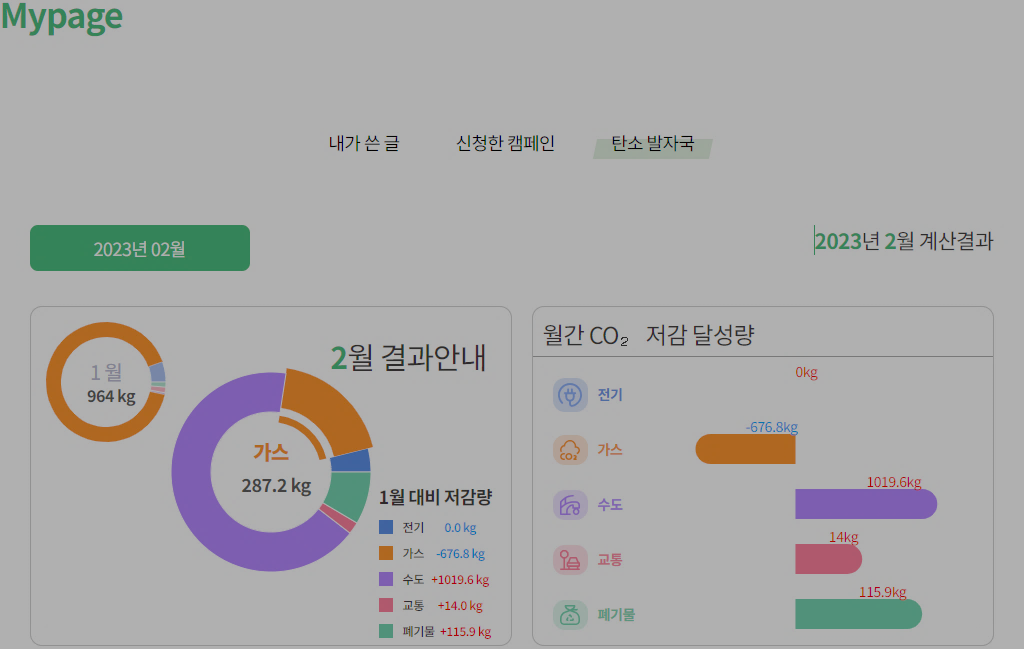 Mypage
내가 쓴 글 신청한 캠페인 탄소 발자국
2023년 02월
2023년 2월 계산결과
1 월
964 kg
2월 결과안내
가스
287.2 kg
1월 대비 저감량
전기 0.0 kg
가스 -676.8 kg
수도 +1019.6 kg
교통 +14.0 kg
폐기물 +115.9 kg
월간 CO₂ 저감 달성량
0kg
전기
-676.8kg
CO₂ 가스
1019.6kg
수도
14kg
교통
115.9kg
폐기물